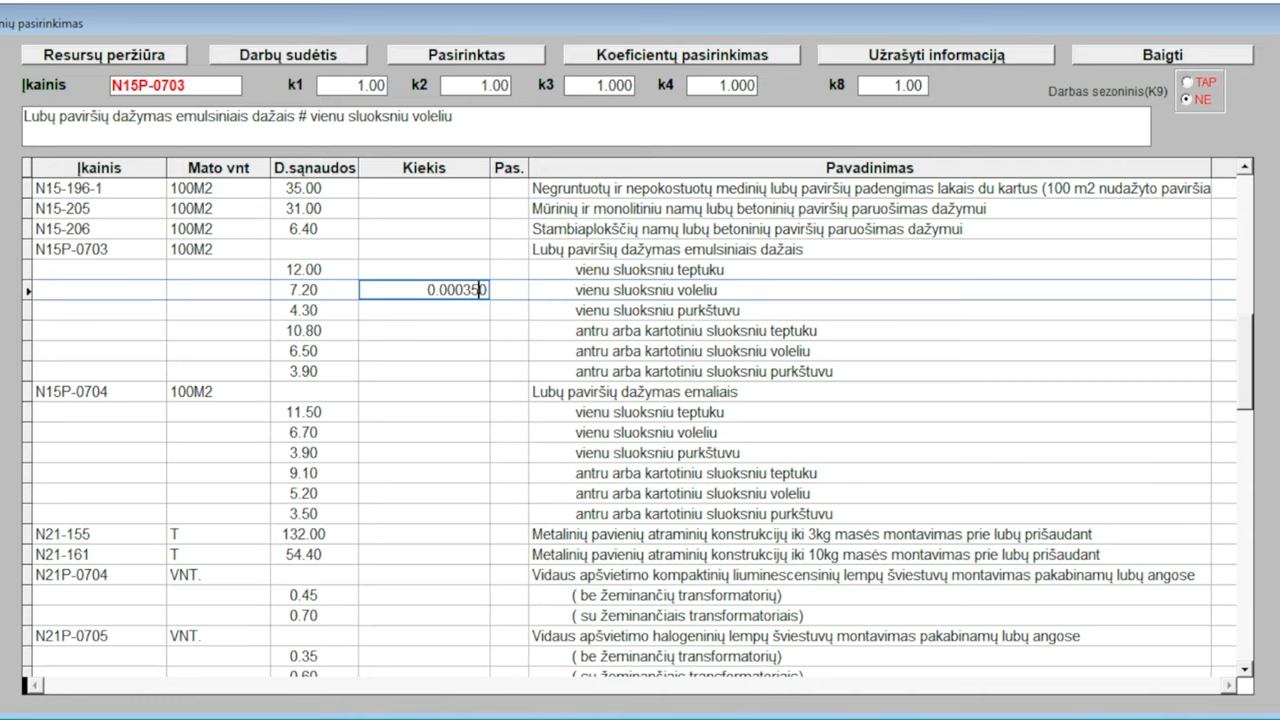 nių pasirinkimas
Resursų peržiūra Darbų sudėtis Pasirinktas Koeficientų pasirinkimas Užrašyti informaciją Baigti
Įkainis N15P-0703 k1 1.00 k2 1.00 k3 1.000 k4 1.000 k8 1.00 Darbas sezoninis(K9) TAP
NE
Lubų paviršių dažymas emulsiniais dažais # vienu sluoksniu voleliu
Įkainis Mato vnt D.sąnaudos Kiekis Pas. Pavadinimas
N15-196-1 100M2 35.00 Negruntuotų ir nepokostuotų medinių lubų paviršių padengimas lakais du kartus (100 m2 nudažyto paviršia
N15-205 100M2 31.00 Mūrinių ir monolitiniu namų lubų betoninių paviršių paruošimas dažymui
N15-206 100M2 6.40 Stambiaplokščių namų lubų betoninių paviršių paruošimas dažymui
N15P-0703 100M2 Lubų paviršių dažymas emulsiniais dažais
12.00 vienu sluoksniu teptuku
7.20 0.000350 vienu sluoksniu voleliu
4.30 vienu sluoksniu purkštuvu
10.80 antru arba kartotiniu sluoksniu teptuku
6.50 antru arba kartotiniu sluoksniu voleliu
3.90 antru arba kartotiniu sluoksniu purkštuvu
N15P-0704 100M2 Lubų paviršių dažymas emaliais
11.50 vienu sluoksniu teptuku
6.70 vienu sluoksniu voleliu
3.90 vienu sluoksniu purkštuvu
9.10 antru arba kartotiniu sluoksniu teptuku
5.20 antru arba kartotiniu sluoksniu voleliu
3.50 antru arba kartotiniu sluoksniu purkštuvu
N21-155 T 132.00 Metalinių pavienių atraminių konstrukcijų iki 3kg masės montavimas prie lubų prišaudant
N21-161 T 54.40 Metalinių pavienių atraminių konstrukcijų iki 10kg masės montavimas prie lubų prišaudant
N21P-0704 VNT. Vidaus apšvietimo kompaktinių liuminescensinių lempų šviestuvų montavimas pakabinamų lubų angose
0.45 ( be žeminančių transformatorių)
0.70 ( su žeminančiais transformatoriais)
N21P-0705 VNT. Vidaus apšvietimo halogeninių lempų šviestuvų montavimas pakabinamų lubų angose
0.35 ( be žeminančių transformatorių)
0.60 ( su žeminančiais transformatoriais)